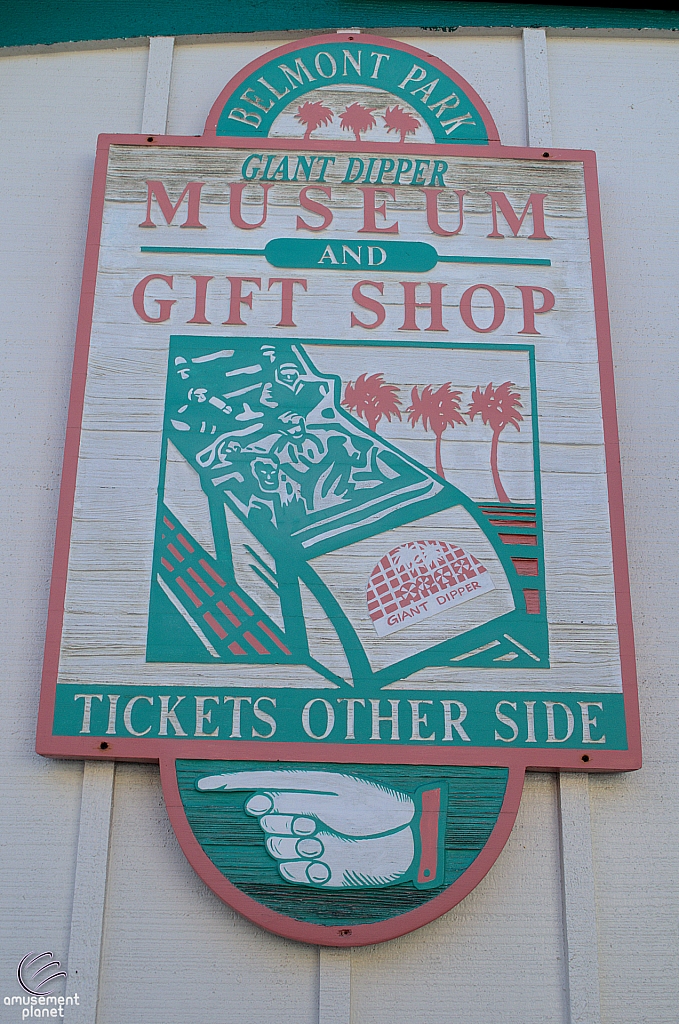 BELMONT PARK
GIANT DIPPER
MUSEUM
AND
GIFT SHOP
GIANT DIPPER
TICKETS OTHER SIDE
amusement
planet